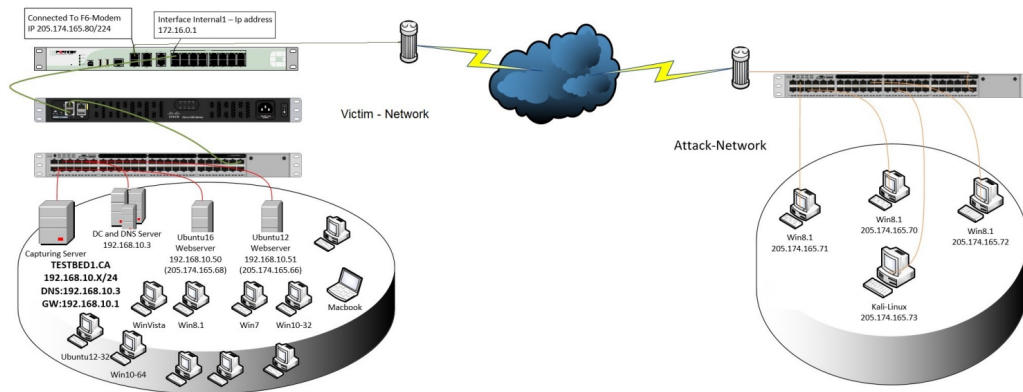 Connected To F6-Modem
IP 205.174.165.80/224
Interface Internal1 – Ip address
172.16.0.1
Victim - Network
Attack-Network
Capturing Server
DC and DNS Server
192.168.10.3
Ubuntu16
Webserver
192.168.10.50
(205.174.165.68)
Ubuntu12
Webserver
192.168.10.51
(205.174.165.66)
TESTBED1.CA
192.168.10.X/24
DNS:192.168.10.3
GW:192.168.10.1
Macbook
WinVista
Win8.1
Win7
Win10-32
Ubuntu12-32
Win10-64
Win8.1
205.174.165.71
Win8.1
205.174.165.70
Win8.1
205.174.165.72
Kali-Linux
205.174.165.73